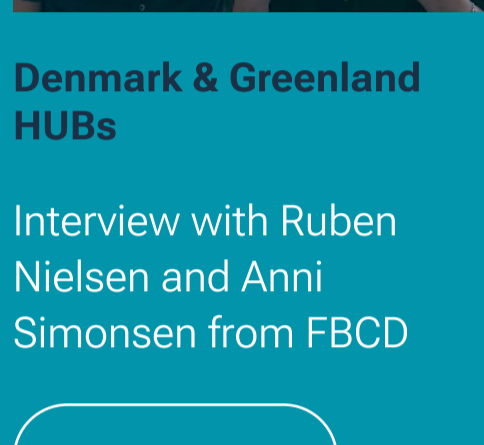 Denmark & Greenland
HUBs
Interview with Ruben
Nielsen and Anni
Simonsen from FBCD